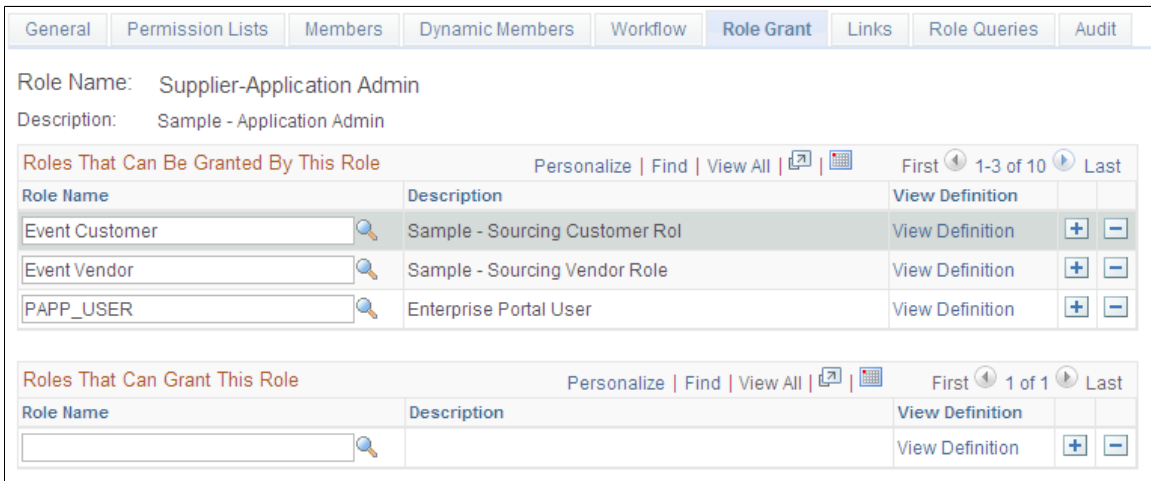 General Permission Lists Members Dynamic Members Workflow Role Grant Links Role Queries Audit
Role Name: Supplier-Application Admin
Description: Sample - Application Admin
Roles That Can Be Granted By This Role Personalize | Find | View All | | First 1-3 of 10 Last
Role Name Description View Definition
Event Customer Sample - Sourcing Customer Rol View Definition
Event Vendor Sample - Sourcing Vendor Role View Definition
PAPP_USER Enterprise Portal User View Definition
Roles That Can Grant This Role Personalize | Find | View All | | First 1 of 1 Last
Role Name Description View Definition
View Definition